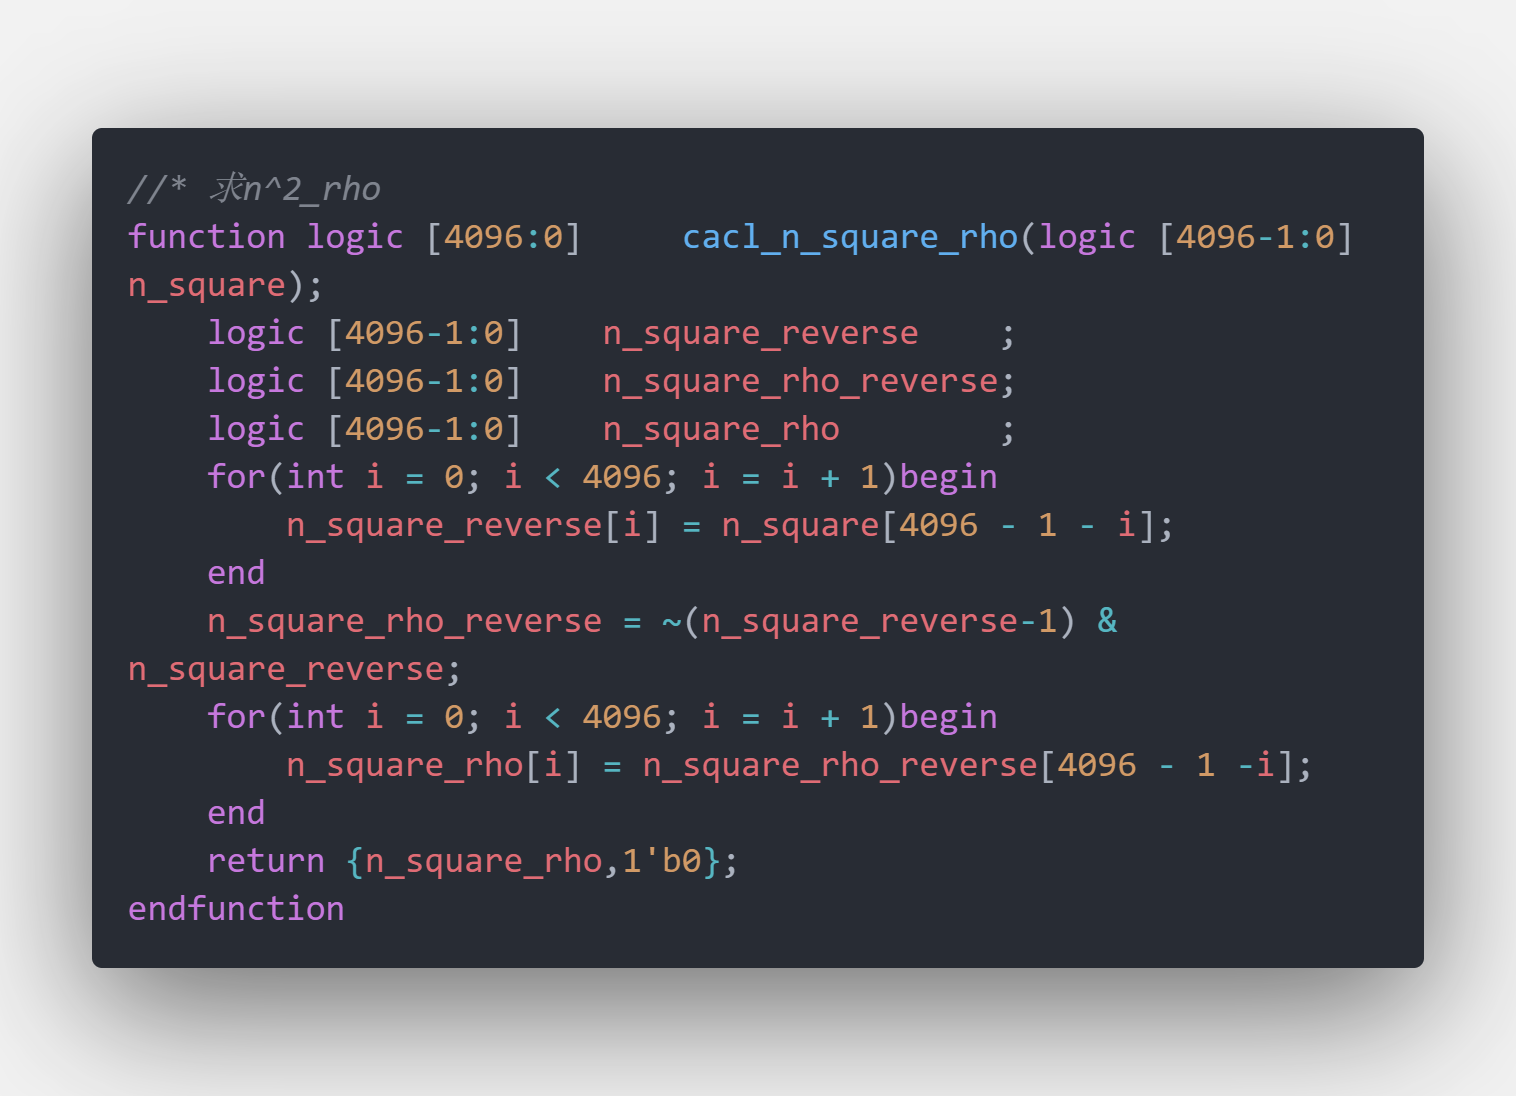 //* 求n^2_rho
function logic [4096:0]     cacl_n_square_rho(logic [4096-1:0]
n_square);
    logic [4096-1:0]    n_square_reverse    ;
    logic [4096-1:0]    n_square_rho_reverse;
    logic [4096-1:0]    n_square_rho        ;
    for(int i = 0; i < 4096; i = i + 1)begin
        n_square_reverse[i] = n_square[4096 - 1 - i];
    end
    n_square_rho_reverse = ~(n_square_reverse-1) &
n_square_reverse;
    for(int i = 0; i < 4096; i = i + 1)begin
        n_square_rho[i] = n_square_rho_reverse[4096 - 1 -i];
    end
    return {n_square_rho,1'b0};
endfunction